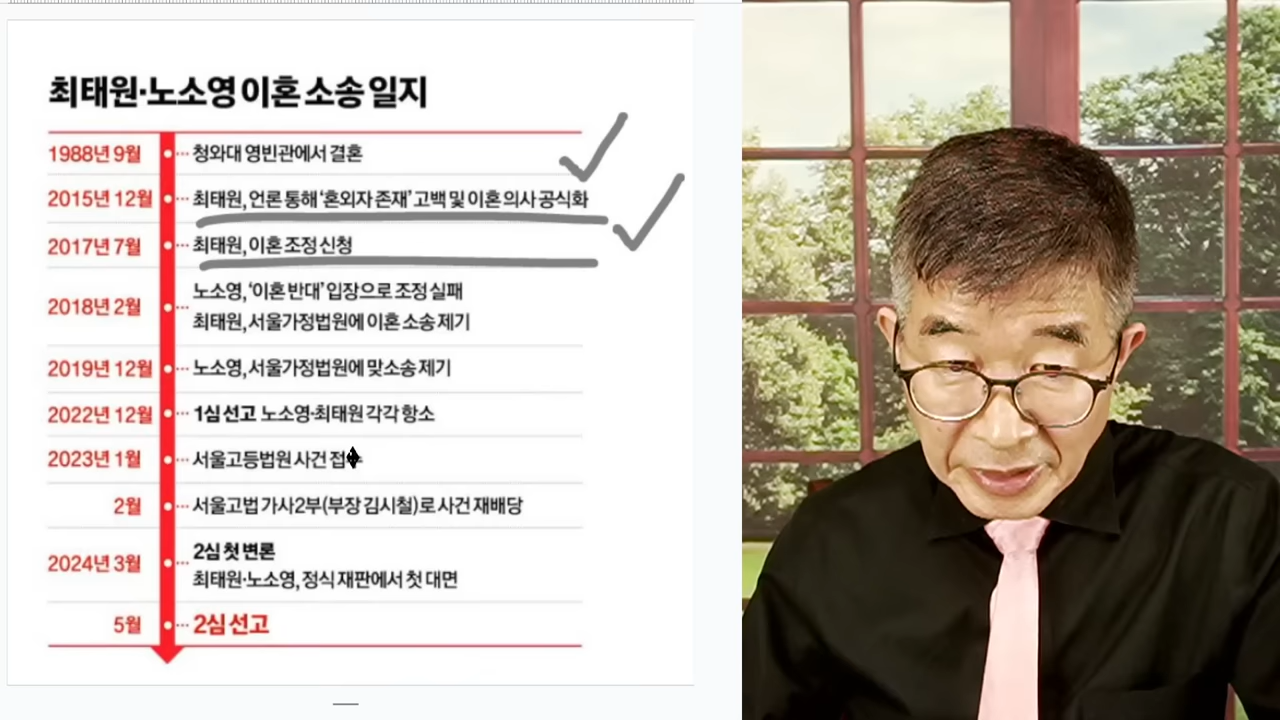 최태원·노소영 이혼 소송 일지
1988년 9월 청와대 영빈관에서 결혼
2015년 12월 최태원, 언론 통해 '혼외자 존재' 고백 및 이혼 의사 공식화
2017년 7월 최태원, 이혼 조정 신청
2018년 2월 노소영, '이혼 반대' 입장으로 조정 실패
최태원, 서울가정법원에 이혼 소송 제기
2019년 12월 노소영, 서울가정법원에 맞소송 제기
2022년 12월 1심 선고 노소영·최태원 각각 항소
2023년 1월 서울고등법원 사건
2월 서울고법 가사2부(부장 김시철)로 사건 재배당
2024년 3월 2심 첫 변론
최태원·노소영, 정식 재판에서 첫 대면
5월 2심 선고